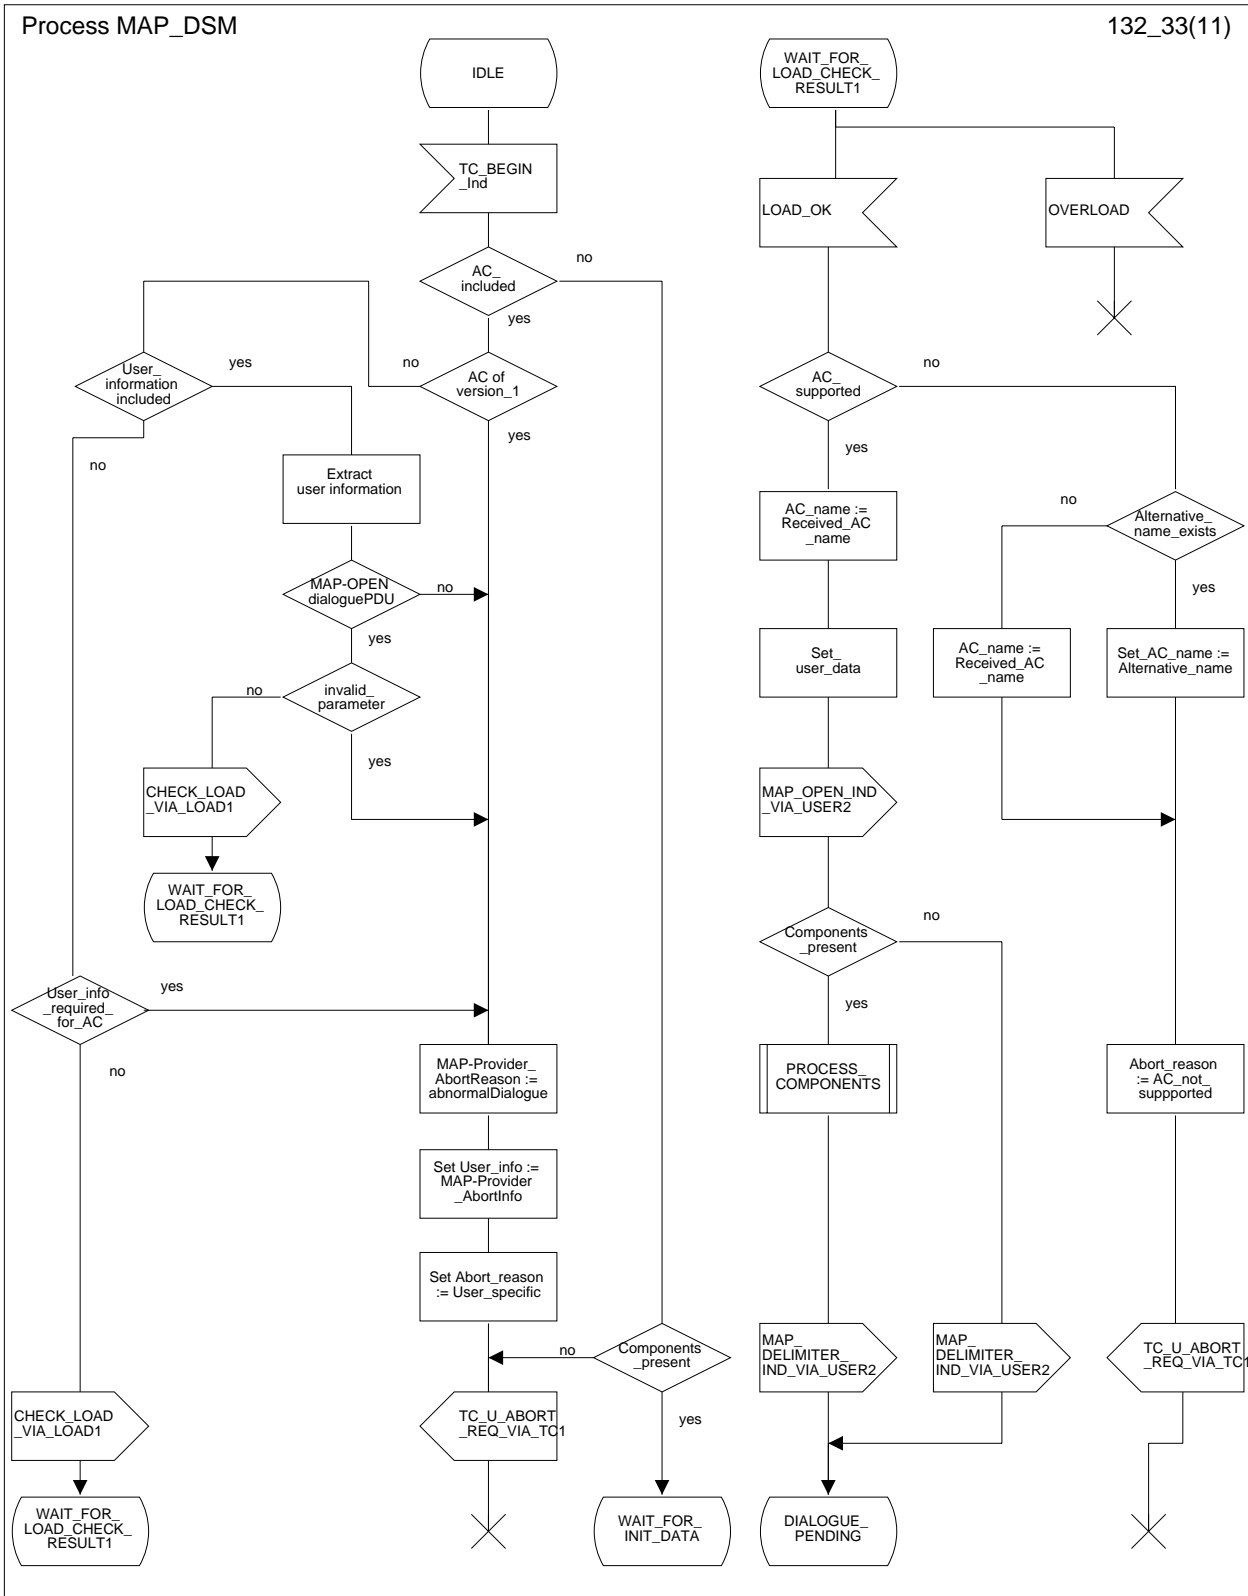 Process MAP_DSM
132_33(11)
IDLE
TC_BEGIN
_Ind
AC_
included
no
yes
AC of
version_1
no
yes
User_
information
included
yes
no
Extract
user information
MAP-OPEN
dialoguePDU
no
yes
invalid_
parameter
no
yes
CHECK_LOAD
_VIA_LOAD1
WAIT_FOR_
LOAD_CHECK_
RESULT1
User_info
_required_
for_AC
yes
no
MAP-Provider_
AbortReason :=
abnormalDialogue
Set User_info :=
MAP-Provider
_AbortInfo
Set Abort_reason
:= User_specific
Components
_present
no
yes
CHECK_LOAD
_VIA_LOAD1
TC_U_ABORT
_REQ_VIA_TC1
WAIT_FOR_
LOAD_CHECK_
RESULT1
WAIT_FOR_
INIT_DATA
WAIT_FOR_
LOAD_CHECK_
RESULT1
LOAD_OK
OVERLOAD
AC_
supported
no
yes
AC_name :=
Received_AC
_name
Alternative_
name_exists
no
yes
Set_
user_data
AC_name :=
Received_AC
_name
Set_AC_name :=
Alternative_name
MAP_OPEN_IND
_VIA_USER2
Components
_present
no
yes
PROCESS_
COMPONENTS
Abort_reason
:= AC_not_
suppported
MAP_
DELIMITER_
IND_VIA_USER2
MAP_
DELIMITER_
IND_VIA_USER2
TC_U_ABORT
_REQ_VIA_TC1
DIALOGUE_
PENDING